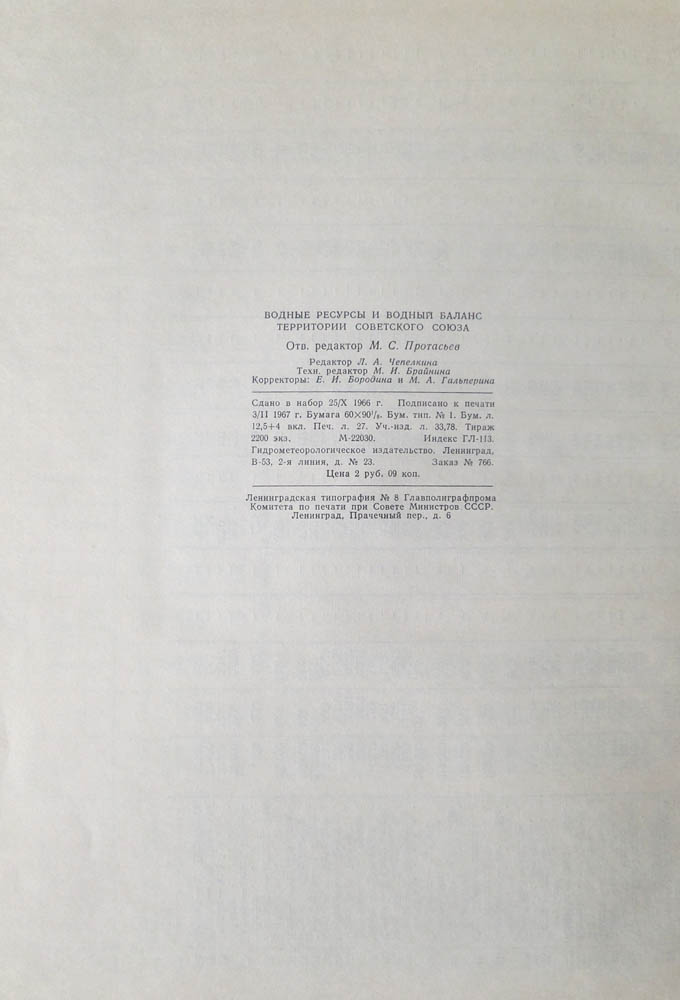 ВОДНЫЕ РЕСУРСЫ И ВОДНЫЙ БАЛАНС
ТЕРРИТОРИИ СОВЕТСКОГО СОЮЗА
Отв. редактор М. С. Протасьев
Редактор Л. А. Чепелкина
Техн. редактор М. И. Брайнина
Корректоры: Е. И. Бородина и М. А. Гальперина
Сдано в набор 25/X 1966 г. Подписано к печати
3/II 1967 г. Бумага 60×90¹/₈. Бум. тип. № 1. Бум. л.
12,5+4 вкл. Печ. л. 27. Уч.-изд. л. 33,78. Тираж
2200 экз. М-22030. Индекс ГЛ-113.
Гидрометеорологическое издательство. Ленинград,
В-53, 2-я линия, д. № 23. Заказ № 766.
Цена 2 руб. 09 коп.
Ленинградская типография № 8 Главполиграфпрома
Комитета по печати при Совете Министров СССР.
Ленинград, Прачечный пер., д. 6